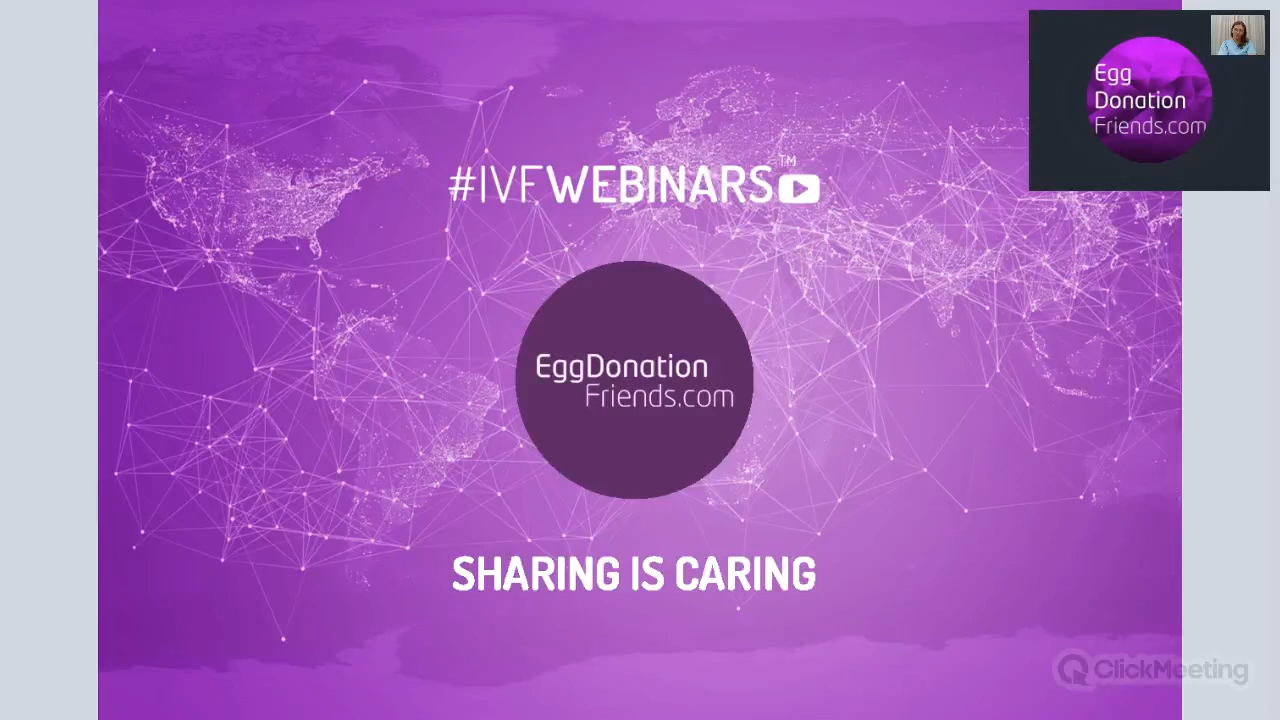 #IVFWEBINARS™
EggDonation
Friends.com
SHARING IS CARING
Egg
Donation
Friends.com
ClickMeeting